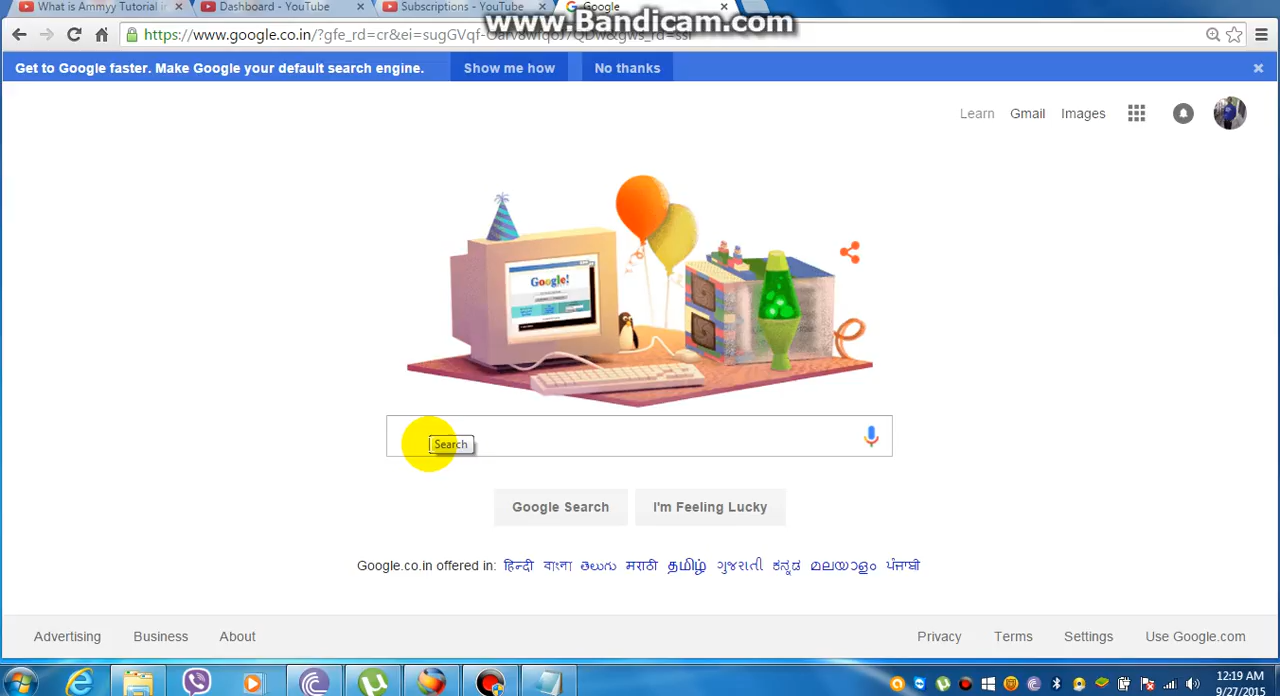 What is Ammyy Tutorial in
Dashboard - YouTube
Subscriptions - YouTube
Google
www.Bandicam.com
https://www.google.co.in/?gfe_rd=cr&ei=
Get to Google faster. Make Google your default search engine. Show me how No thanks
Learn Gmail Images
Google!
Search
Google Search I'm Feeling Lucky
Google.co.in offered in: हिन्दी বাংলা తెలుగు मराठी தமிழ் ગુજરાતી ಕನ್ನಡ മലയാളം ਪੰਜਾਬੀ
Advertising Business About Privacy Terms Settings Use Google.com
12:19 AM
9/27/2015